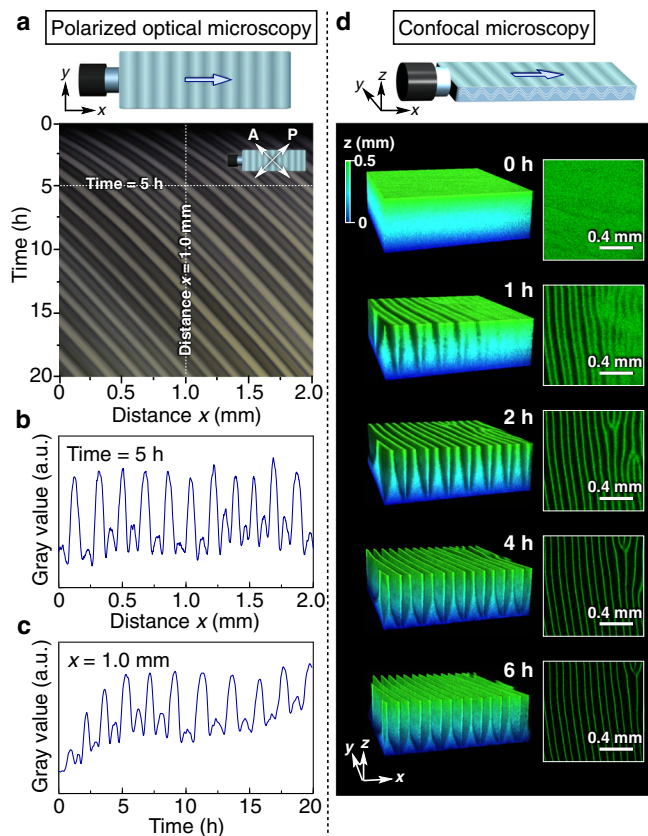 a
Polarized optical microscopy
y
x
0
5
10
15
20
Time (h)
A
P
Time = 5 h
Distance x = 1.0 mm
0
0.5
1.0
1.5
2.0
Distance x (mm)
b
Time = 5 h
Gray value (a.u.)
0
0.5
1.0
1.5
2.0
Distance x (mm)
c
x = 1.0 mm
Gray value (a.u.)
0
5
10
15
20
Time (h)
d
Confocal microscopy
z
y
x
z (mm)
0.5
0
0 h
0.4 mm
1 h
0.4 mm
2 h
0.4 mm
4 h
0.4 mm
6 h
0.4 mm
y
z
x